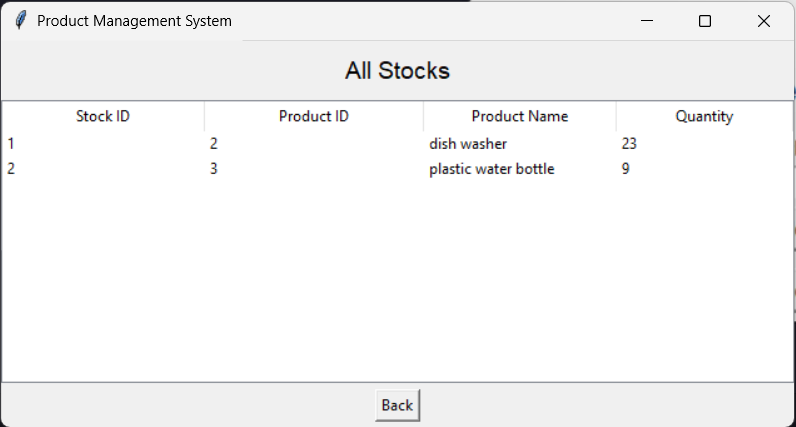 Product Management System
All Stocks
Stock ID Product ID Product Name Quantity
1 2 dish washer 23
2 3 plastic water bottle 9
Back